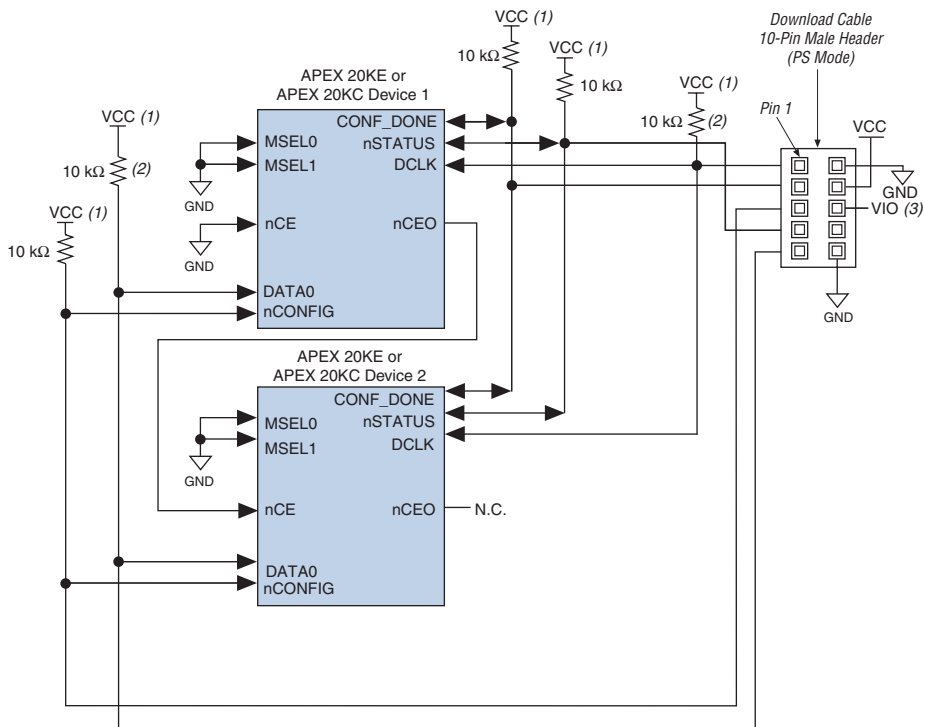 VCC (1)
10 kΩ
VCC (1)
10 kΩ
Download Cable
10-Pin Male Header
(PS Mode)
APEX 20KE or
APEX 20KC Device 1
VCC (1)
10 kΩ (2)
Pin 1
VCC
VCC (1)
10 kΩ (2)
VCC (1)
10 kΩ
MSEL0
MSEL1
GND
nCE
GND
DATA0
nCONFIG
CONF_DONE
nSTATUS
DCLK
nCEO
GND
VIO (3)
GND
APEX 20KE or
APEX 20KC Device 2
MSEL0
MSEL1
GND
nCE
DATA0
nCONFIG
CONF_DONE
nSTATUS
DCLK
nCEO
N.C.